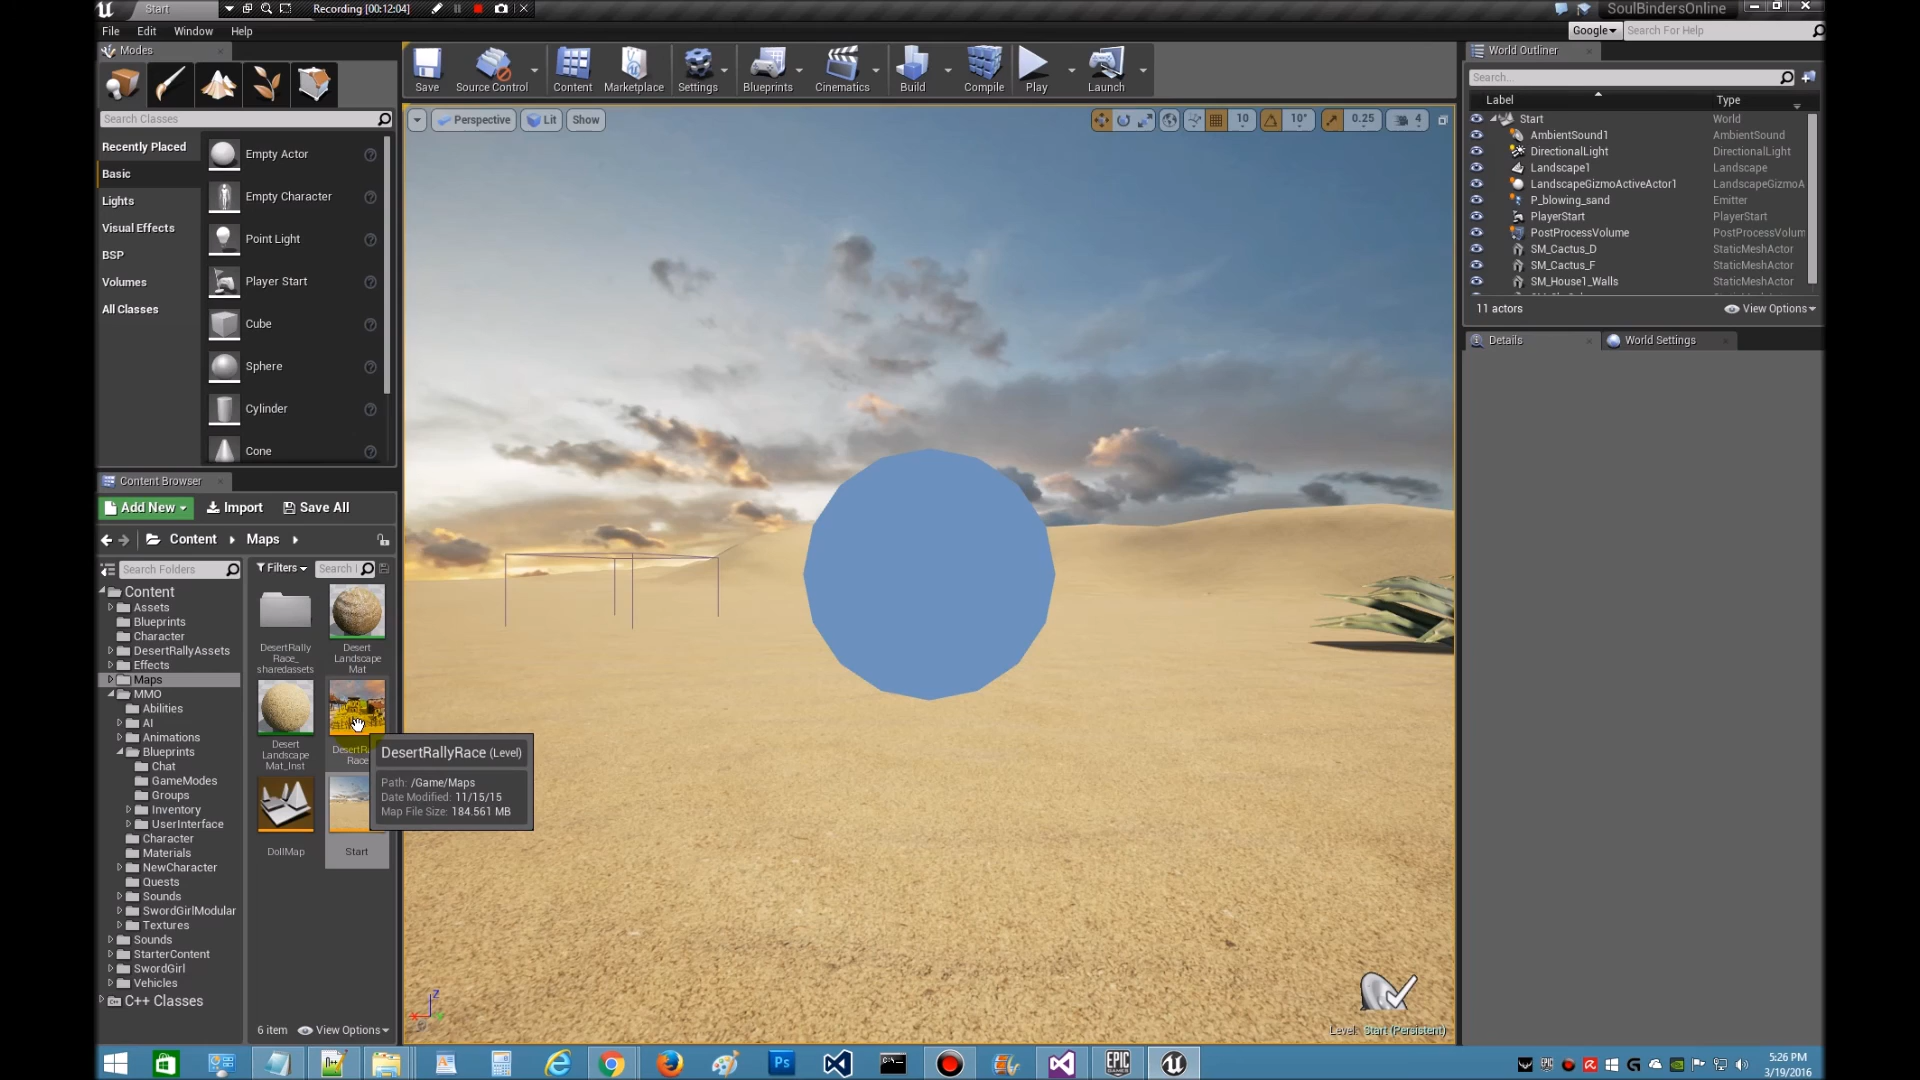 Start
Recording [00:12:04]
SoulBindersOnline
File Edit Window Help
Google
Search For Help
Modes
Search Classes
Recently Placed
Basic
Lights
Visual Effects
BSP
Volumes
All Classes
Empty Actor
Empty Character
Point Light
Player Start
Cube
Sphere
Cylinder
Cone
Save Source Control Content Marketplace Settings Blueprints Cinematics Build Compile Play Launch
Perspective Lit Show
10 10° 0.25 4
World Outliner
Search...
Label Type
Start World
AmbientSound1 AmbientSound
DirectionalLight DirectionalLight
Landscape1 Landscape
LandscapeGizmoActiveActor1 LandscapeGizmoA
P_blowing_sand Emitter
PlayerStart PlayerStart
PostProcessVolume PostProcessVolum
SM_Cactus_D StaticMeshActor
SM_Cactus_F StaticMeshActor
SM_House1_Walls StaticMeshActor
11 actors View Options
Details World Settings
Content Browser
Add New Import Save All
Content Maps
Search Folders
Filters
Content
Assets
Blueprints
Character
DesertRallyAssets
Effects
Maps
MMO
Abilities
AI
Animations
Blueprints
Chat
GameModes
Groups
Inventory
UserInterface
Character
Materials
NewCharacter
Quests
Sounds
SwordGirlModular
Textures
Sounds
StarterContent
SwordGirl
Vehicles
C++ Classes
DesertRally
Race_
sharedassets
Desert
Landscape
Mat
Desert
Landscape
Mat_Inst
Race
DollMap
Start
DesertRallyRace (Level)
Path: /Game/Maps
Date Modified: 11/15/15
Map File Size: 184.561 MB
6 item View Options
Level: Start (Persistent)
Ps
EPIC GAMES
5:26 PM
3/19/2016